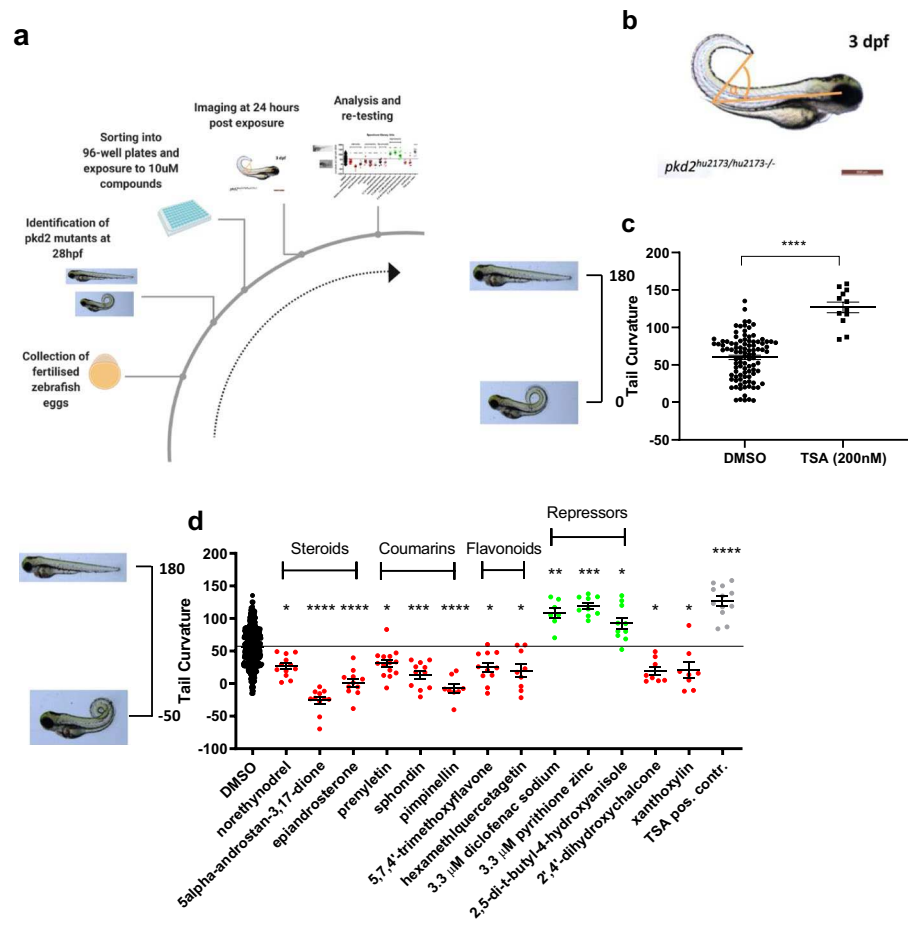 a
Imaging at 24 hours
post exposure
Analysis and
re-testing
Sorting into
96-well plates and
exposure to 10uM
compounds
3 dpf
Identification of
pkd2 mutants at
28hpf
Collection of
fertilised
zebrafish
eggs
b
3 dpf
α
pkd2hu2173/hu2173-/-
c
180
0
Tail Curvature
200
150
100
50
0
-50
****
DMSO
TSA (200nM)
d
180
-50
Tail Curvature
200
150
100
50
0
-50
-100
Steroids
Coumarins
Flavonoids
Repressors
* **** **** * *** **** * * ** *** * * * ****
DMSO
norethynodrel
5alpha-androstan-3,17-dione
epiandrosterone
prenyletin
sphondin
pimpinellin
5,7,4'-trimethoxyflavone
hexamethlquercetagetin
3.3 μM diclofenac sodium
3.3 μM pyrithione zinc
2,5-di-t-butyl-4-hydroxyanisole
2',4'-dihydroxychalcone
xanthoxylin
TSA pos. contr.